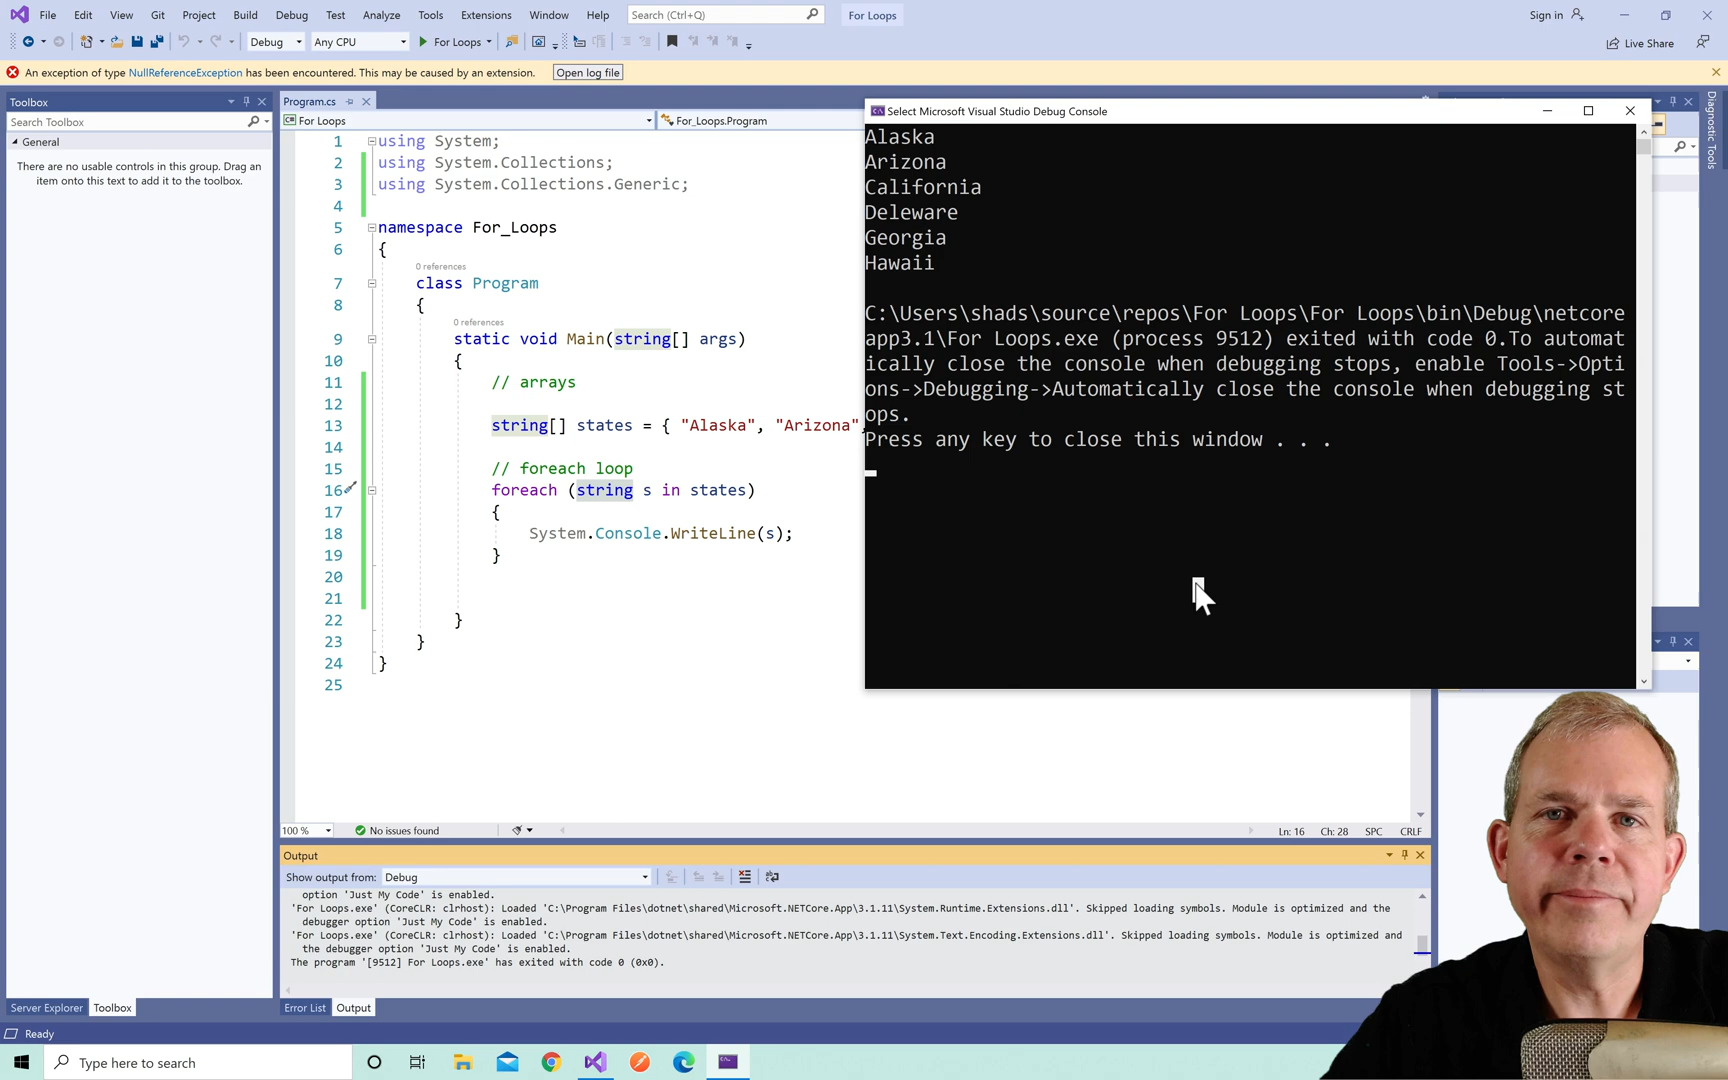 File Edit View Git Project Build Debug Test Analyze Tools Extensions Window Help Search (Ctrl+Q) For Loops Sign in
Debug Any CPU For Loops Live Share
An exception of type NullReferenceException has been encountered. This may be caused by an extension. Open log file
Toolbox
Search Toolbox
General
There are no usable controls in this group. Drag an
item onto this text to add it to the toolbox.
Server Explorer Toolbox
Program.cs
For Loops For_Loops.Program
1 using System;
2 using System.Collections;
3 using System.Collections.Generic;
4
5 namespace For_Loops
6 {
0 references
7 class Program
8 {
0 references
9 static void Main(string[] args)
10 {
11 // arrays
12
13 string[] states = { "Alaska", "Arizona",
14
15 // foreach loop
16 foreach (string s in states)
17 {
18 System.Console.WriteLine(s);
19 }
20
21
22 }
23 }
24 }
25
100 % No issues found Ln: 16 Ch: 28 SPC CRLF
Select Microsoft Visual Studio Debug Console
Alaska
Arizona
California
Deleware
Georgia
Hawaii
C:\Users\shads\source\repos\For Loops\For Loops\bin\Debug\netcore
app3.1\For Loops.exe (process 9512) exited with code 0.To automat
ically close the console when debugging stops, enable Tools->Opti
ons->Debugging->Automatically close the console when debugging st
ops.
Press any key to close this window . . .
Diagnostic Tools
Output
Show output from: Debug
option 'Just My Code' is enabled.
'For Loops.exe' (CoreCLR: clrhost): Loaded 'C:\Program Files\dotnet\shared\Microsoft.NETCore.App\3.1.11\System.Runtime.Extensions.dll'. Skipped loading symbols. Module is optimized and the
debugger option 'Just My Code' is enabled.
'For Loops.exe' (CoreCLR: clrhost): Loaded 'C:\Program Files\dotnet\shared\Microsoft.NETCore.App\3.1.11\System.Text.Encoding.Extensions.dll'. Skipped loading symbols. Module is optimized and
the debugger option 'Just My Code' is enabled.
The program '[9512] For Loops.exe' has exited with code 0 (0x0).
Error List Output
Ready
Type here to search